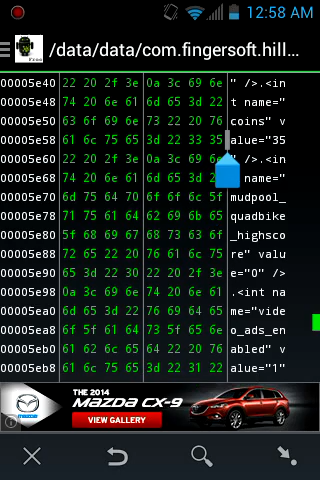 12:58 AM
Free
/data/data/com.fingersoft.hill...
00005e40 22 20 2f 3e 0a 3c 69 6e " />.<in
00005e48 74 20 6e 61 6d 65 3d 22 t name="
00005e50 63 6f 69 6e 73 22 20 76 coins" v
00005e58 61 6c 75 65 3d 22 33 35 alue="35
00005e60 22 20 2f 3e 0a 3c 69 6e />.<in
00005e68 74 20 6e 61 6d 65 3d name="
00005e70 6d 75 64 70 6f 6f 6c 5f mudpool_
00005e78 71 75 61 64 62 69 6b 65 quadbike
00005e80 5f 68 69 67 68 73 63 6f _highsco
00005e88 72 65 22 20 76 61 6c 75 re" valu
00005e90 65 3d 22 30 22 20 2f 3e e="0" />
00005e98 0a 3c 69 6e 74 20 6e 61 .<int na
00005ea0 6d 65 3d 22 76 69 64 65 me="vide
00005ea8 6f 5f 61 64 73 5f 65 6e o_ads_en
00005eb0 61 62 6c 65 64 22 20 76 abled" v
00005eb8 61 6c 75 65 3d 22 31 22 alue="1"
THE 2014
MAZDA CX-9
VIEW GALLERY